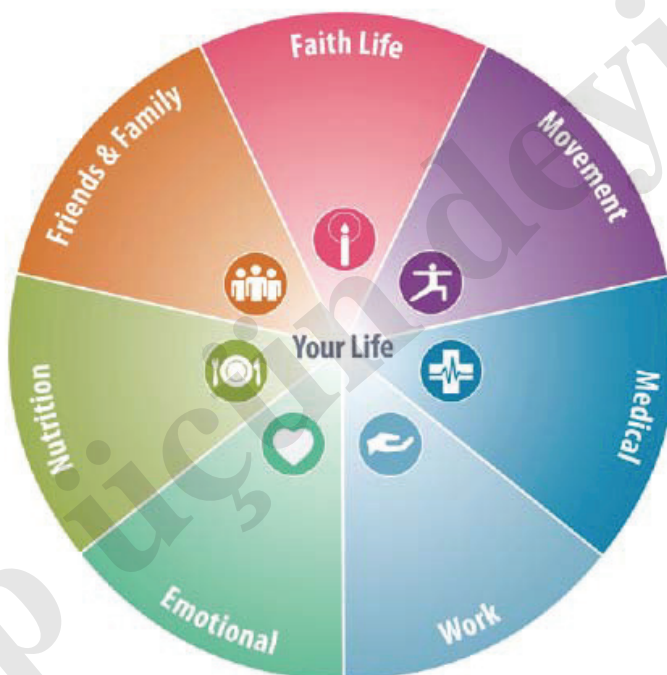 Faith Life
Movement
Medical
Work
Emotional
Nutrition
Friends & Family
Your Life